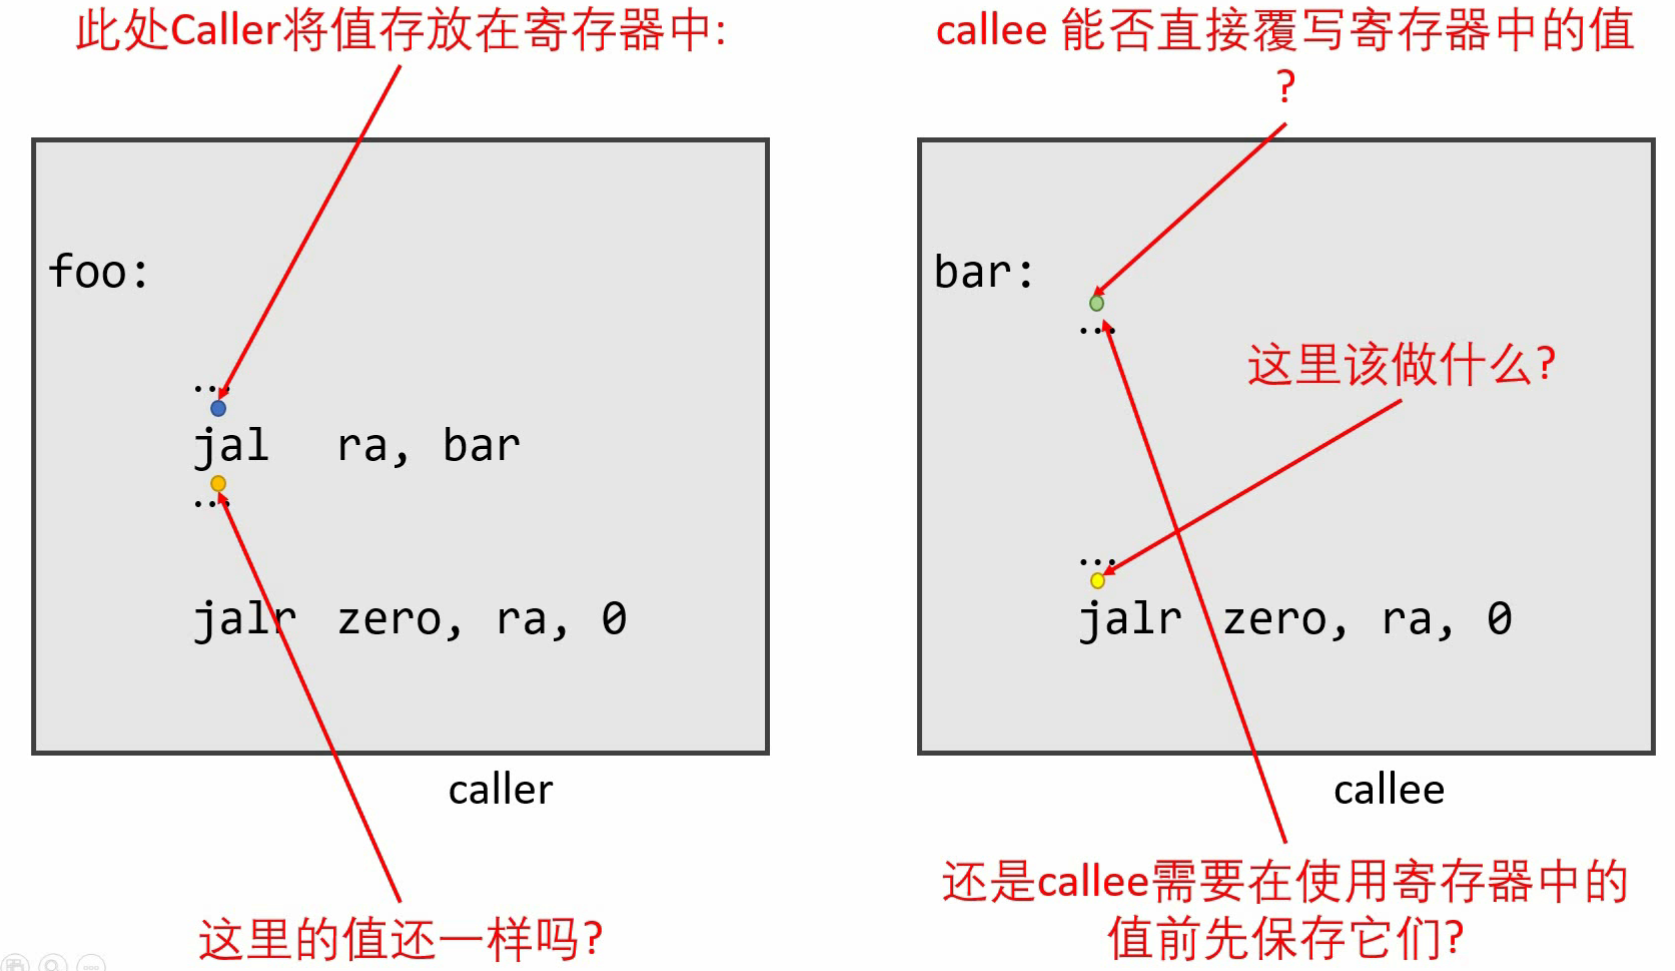 此处Caller将值存放在寄存器中:
callee 能否直接覆写寄存器中的值
?
foo:
...
jal ra, bar
...
jalr zero, ra, 0
caller
这里的值还一样吗?
bar:
...
这里该做什么?
...
jalr zero, ra, 0
callee
还是callee需要在使用寄存器中的
值前先保存它们?